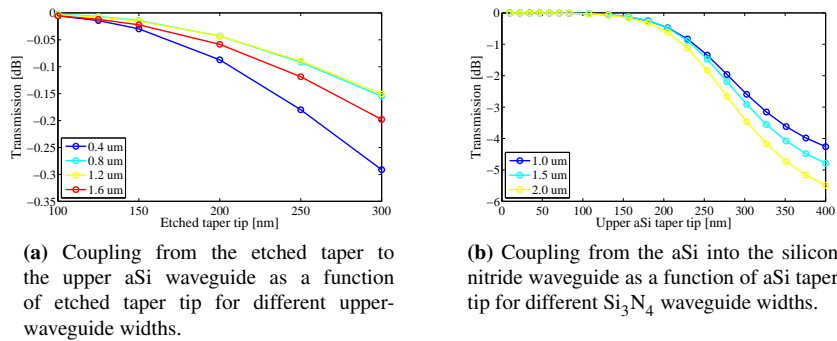 0
−0.05
−0.1
−0.15
−0.2
−0.25
−0.3
−0.35
Transmission [dB]
0.4 um
0.8 um
1.2 um
1.6 um
100 150 200 250 300
Etched taper tip [nm]
(a) Coupling from the etched taper to
the upper aSi waveguide as a function
of etched taper tip for different upper-
waveguide widths.
0
−1
−2
−3
−4
−5
−6
Transmission [dB]
1.0 um
1.5 um
2.0 um
0 50 100 150 200 250 300 350 400
Upper aSi taper tip [nm]
(b) Coupling from the aSi into the silicon
nitride waveguide as a function of aSi taper
tip for different Si₃N₄ waveguide widths.